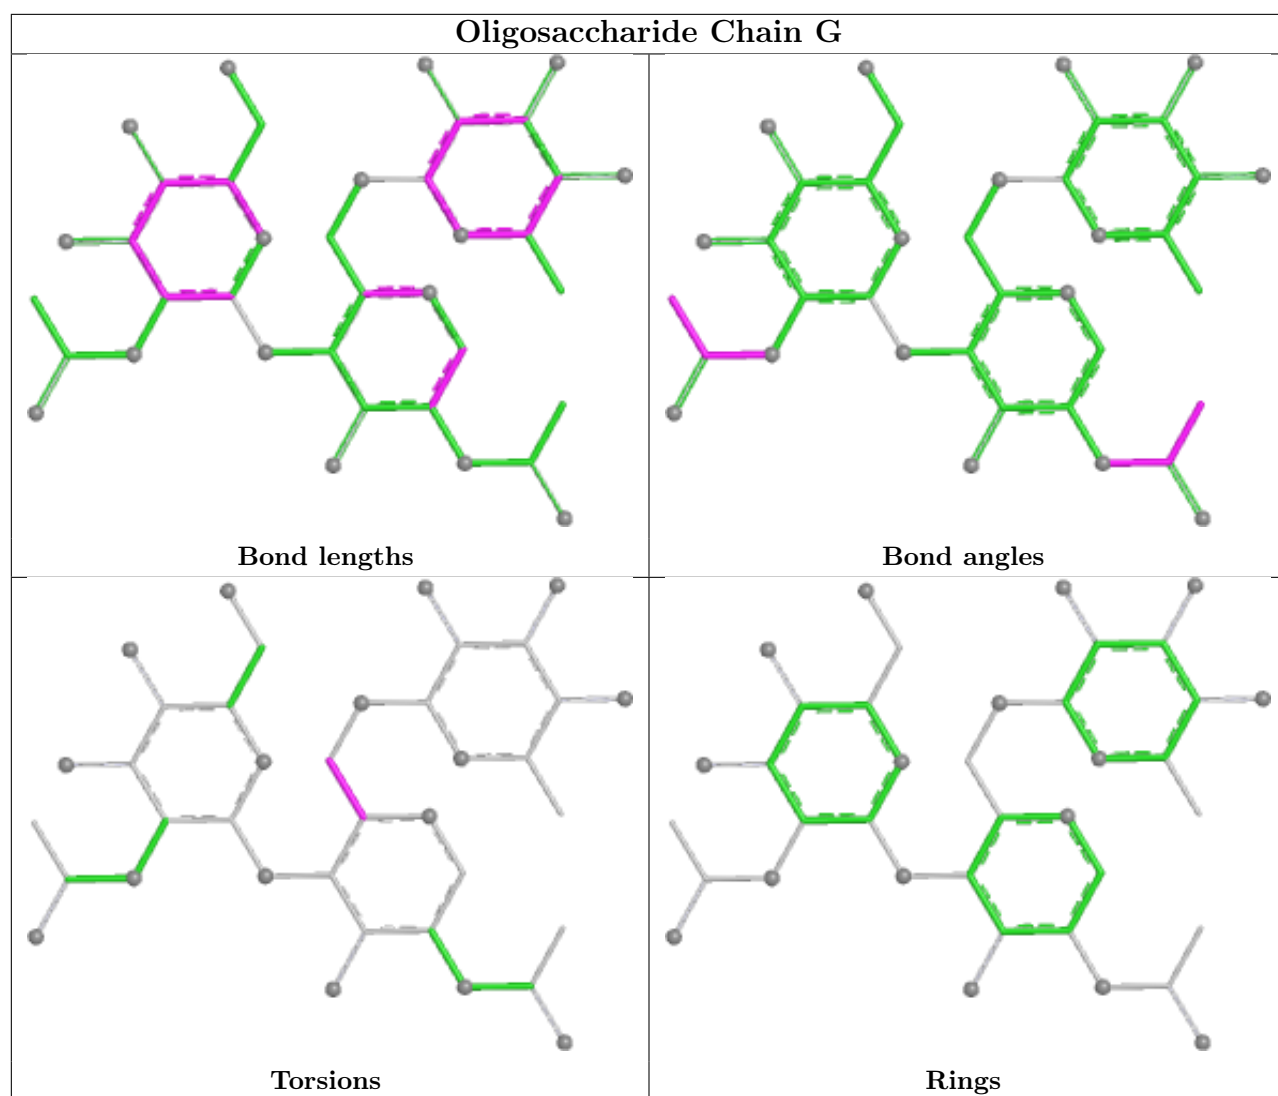 Oligosaccharide Chain G
Bond lengths
Bond angles
Torsions
Rings